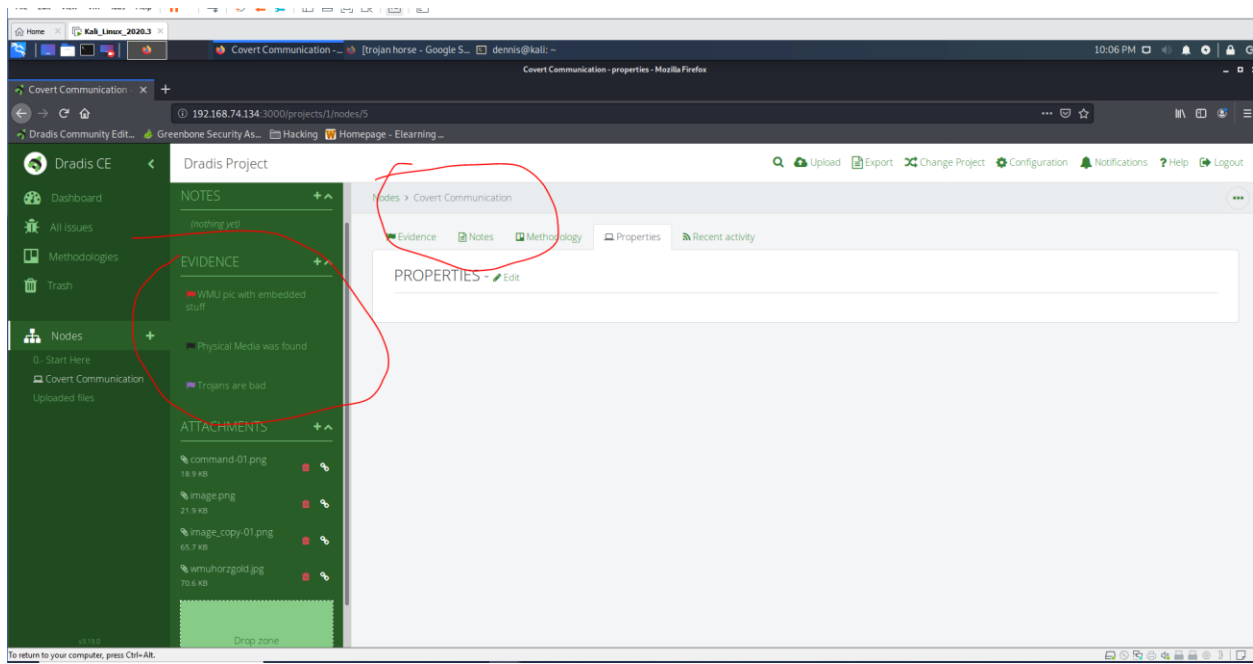 Home × Kali_Linux_2020.3 ×
Covert Communication -... [trojan horse - Google S... dennis@kali: ~ 10:06 PM
Covert Communication - properties - Mozilla Firefox
Covert Communication - × +
192.168.74.134:3000/projects/1/nodes/5
Dradis Community Edit... Greenbone Security As... Hacking Homepage - Elearning ...
Dradis CE
Dradis Project
Upload Export Change Project Configuration Notifications ? Help Logout
Dashboard
All issues
Methodologies
Trash
Nodes +
0.- Start Here
Covert Communication
Uploaded files
v3.19.0
NOTES +
(nothing yet)
EVIDENCE +
WMU pic with embedded
stuff
Physical Media was found
Trojans are bad
ATTACHMENTS +
command-01.png
18.9 KB
image.png
21.9 KB
image_copy-01.png
65.7 KB
wmuhorzgold.jpg
70.6 KB
Drop zone
Nodes > Covert Communication
Evidence Notes Methodology Properties Recent activity
PROPERTIES - Edit
To return to your computer, press Ctrl+Alt.